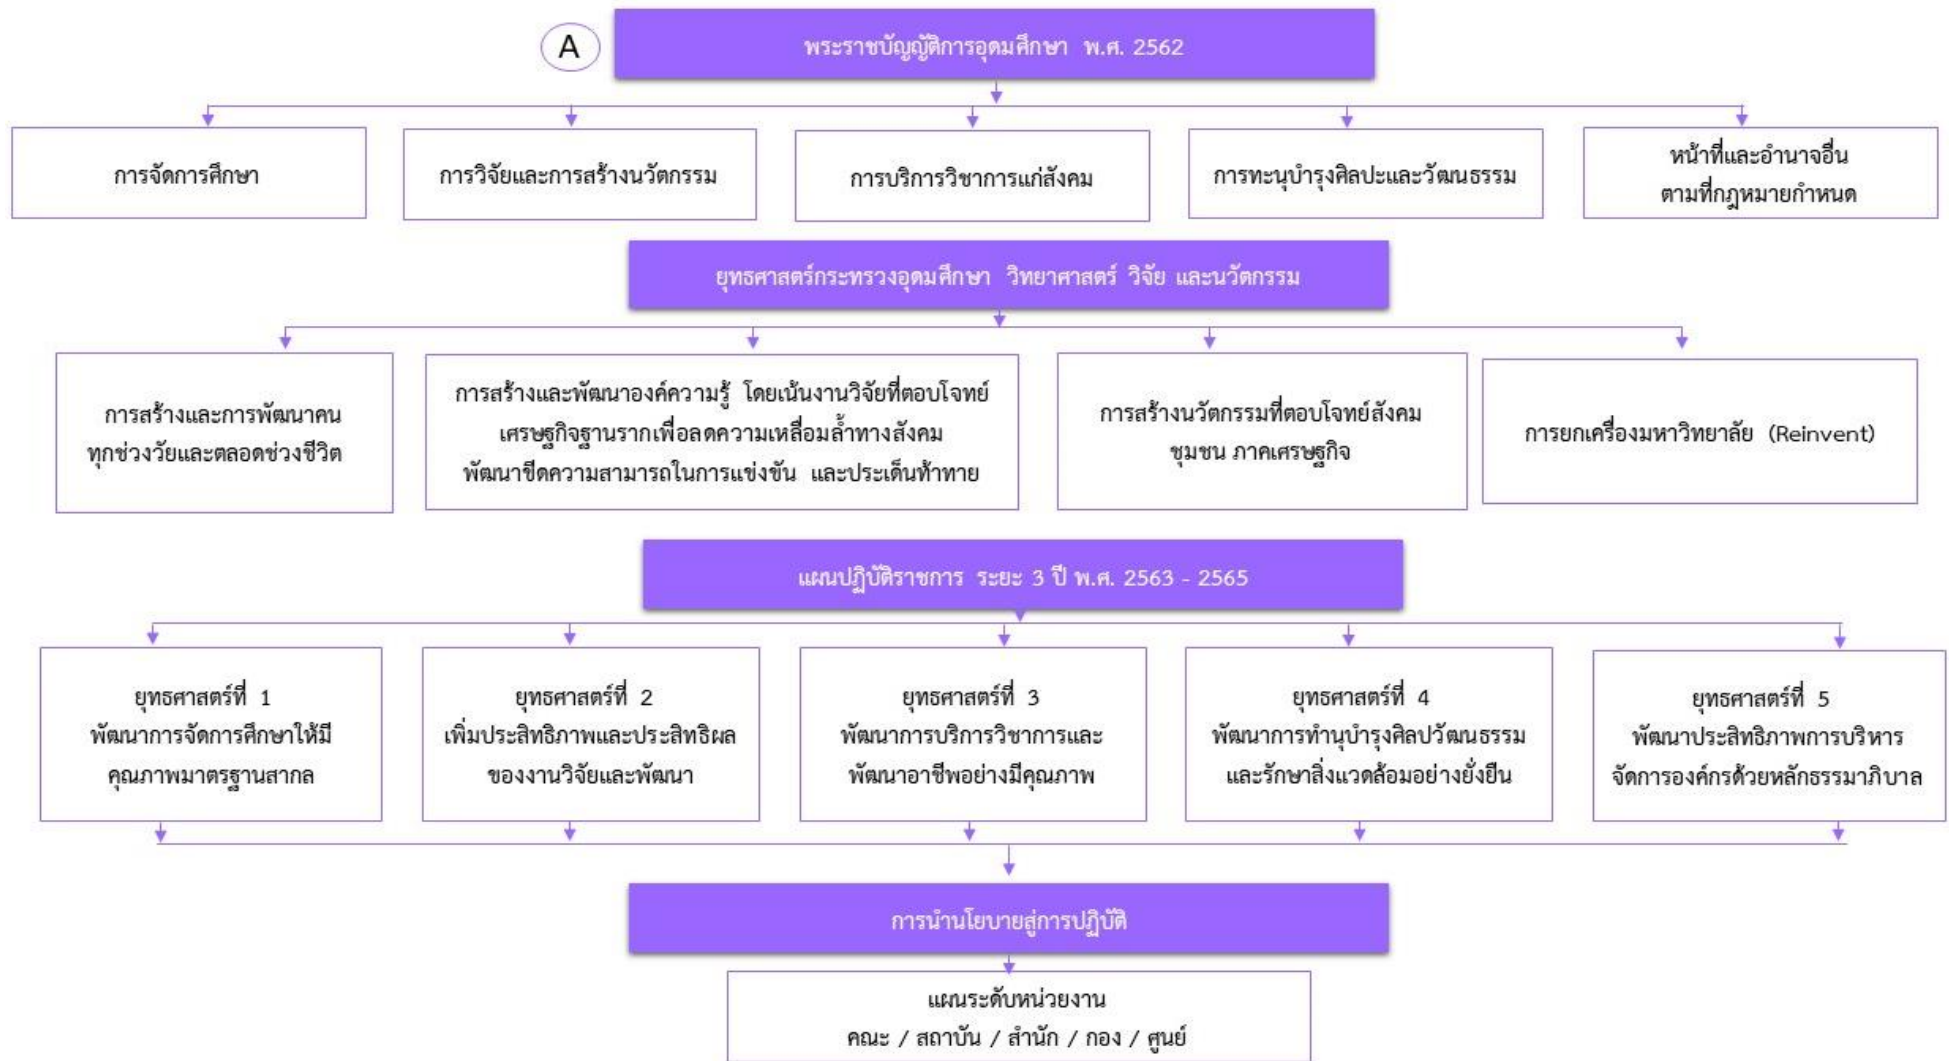 A
พระราชบัญญัติการอุดมศึกษา พ.ศ. 2562
การจัดการศึกษา
การวิจัยและการสร้างนวัตกรรม
การบริการวิชาการแก่สังคม
การทะนุบำรุงศิลปะและวัฒนธรรม
หน้าที่และอำนาจอื่น
ตามที่กฎหมายกำหนด
ยุทธศาสตร์กระทรวงอุดมศึกษา วิทยาศาสตร์ วิจัย และนวัตกรรม
การสร้างและการพัฒนาคน
ทุกช่วงวัยและตลอดช่วงชีวิต
การสร้างและพัฒนาองค์ความรู้ โดยเน้นงานวิจัยที่ตอบโจทย์
เศรษฐกิจฐานรากเพื่อลดความเหลื่อมล้ำทางสังคม
พัฒนาขีดความสามารถในการแข่งขัน และประเด็นท้าทาย
การสร้างนวัตกรรมที่ตอบโจทย์สังคม
ชุมชน ภาคเศรษฐกิจ
การยกเครื่องมหาวิทยาลัย (Reinvent)
แผนปฏิบัติราชการ ระยะ 3 ปี พ.ศ. 2563 - 2565
ยุทธศาสตร์ที่ 1
พัฒนาการจัดการศึกษาให้มี
คุณภาพมาตรฐานสากล
ยุทธศาสตร์ที่ 2
เพิ่มประสิทธิภาพและประสิทธิผล
ของงานวิจัยและพัฒนา
ยุทธศาสตร์ที่ 3
พัฒนาการบริการวิชาการและ
พัฒนาอาชีพอย่างมีคุณภาพ
ยุทธศาสตร์ที่ 4
พัฒนาการทำนุบำรุงศิลปวัฒนธรรม
และรักษาสิ่งแวดล้อมอย่างยั่งยืน
ยุทธศาสตร์ที่ 5
พัฒนาประสิทธิภาพการบริหาร
จัดการองค์กรด้วยหลักธรรมาภิบาล
การนำนโยบายสู่การปฏิบัติ
แผนระดับหน่วยงาน
คณะ / สถาบัน / สำนัก / กอง / ศูนย์